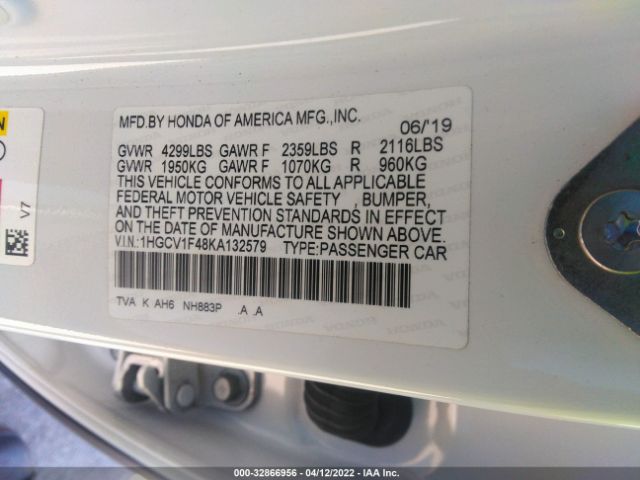 MFD.BY HONDA OF AMERICA MFG.,INC.
06/'19
GVWR 4299LBS GAWR F 2359LBS R 2116LBS
GVWR 1950KG GAWR F 1070KG R 960KG
THIS VEHICLE CONFORMS TO ALL APPLICABLE
FEDERAL MOTOR VEHICLE SAFETY , BUMPER,
AND THEFT PREVENTION STANDARDS IN EFFECT
ON THE DATE OF MANUFACTURE SHOWN ABOVE.
V.I.N.:1HGCV1F48KA132579 TYPE:PASSENGER CAR
TVA K AH6 NH883P .A .A
V7
000-32866956 - 04/12/2022 - IAA Inc.